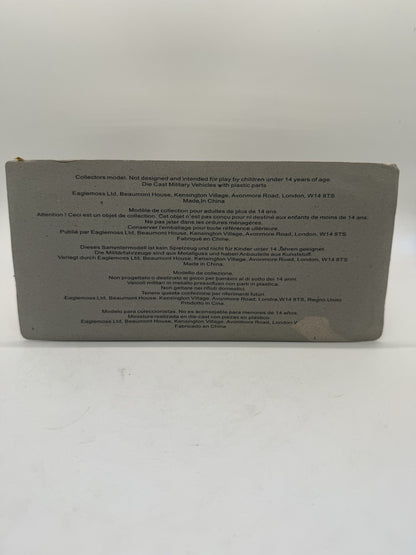 Collectors model. Not designed and intended for play by children under 14 years of age.
Die Cast Military Vehicles with plastic parts
Eaglemoss Ltd. Beaumont House, Kensington Village, Avonmore Road, London, W14 8TS
Made in China
Modèle de collection pour adultes de plus de 14 ans.
Attention ! Ceci est un objet de collection. Cet objet n'est pas conçu pour ni destiné aux enfants de moins de 14 ans.
Ne pas jeter dans les ordures ménagères.
Conserver l'emballage pour toute référence ultérieure.
Publié par Eaglemoss Ltd., Beaumont House, Kensington Village, Avonmore Road, London, W14 8TS
Fabriqué en Chine.
Dieses Sammlermodell ist kein Spielzeug und nicht für Kinder unter 14 Jahren geeignet.
Die Militärfahrzeuge sind aus Metallguss und haben Anbauteile aus Kunstoff.
Verlegt durch Eaglemoss Ltd., Beaumont House, Kensington Village, Avonmore Road, London, W14 8TS
Made in China.
Modello da collezione.
Non progettato o destinato al gioco per bambini al di sotto dei 14 anni.
Veicoli militari in metallo pressofuso con parti in plastica.
Non gettare nei rifiuti domestici.
Tenere questa confezione per riferimenti futuri.
Eaglemoss Ltd., Beaumont House, Kensington Village, Avonmore Road, Londra, W14 8TS, Regno Unito
Prodotto in Cina.
Modelo para coleccionistas. No es aconsejable para menores de 14 años.
Miniatura realizada en die-cast con piezas en plástico.
Eaglemoss Ltd., Beaumont House, Kensington Village, Avonmore Road, London W
Fabricado en China